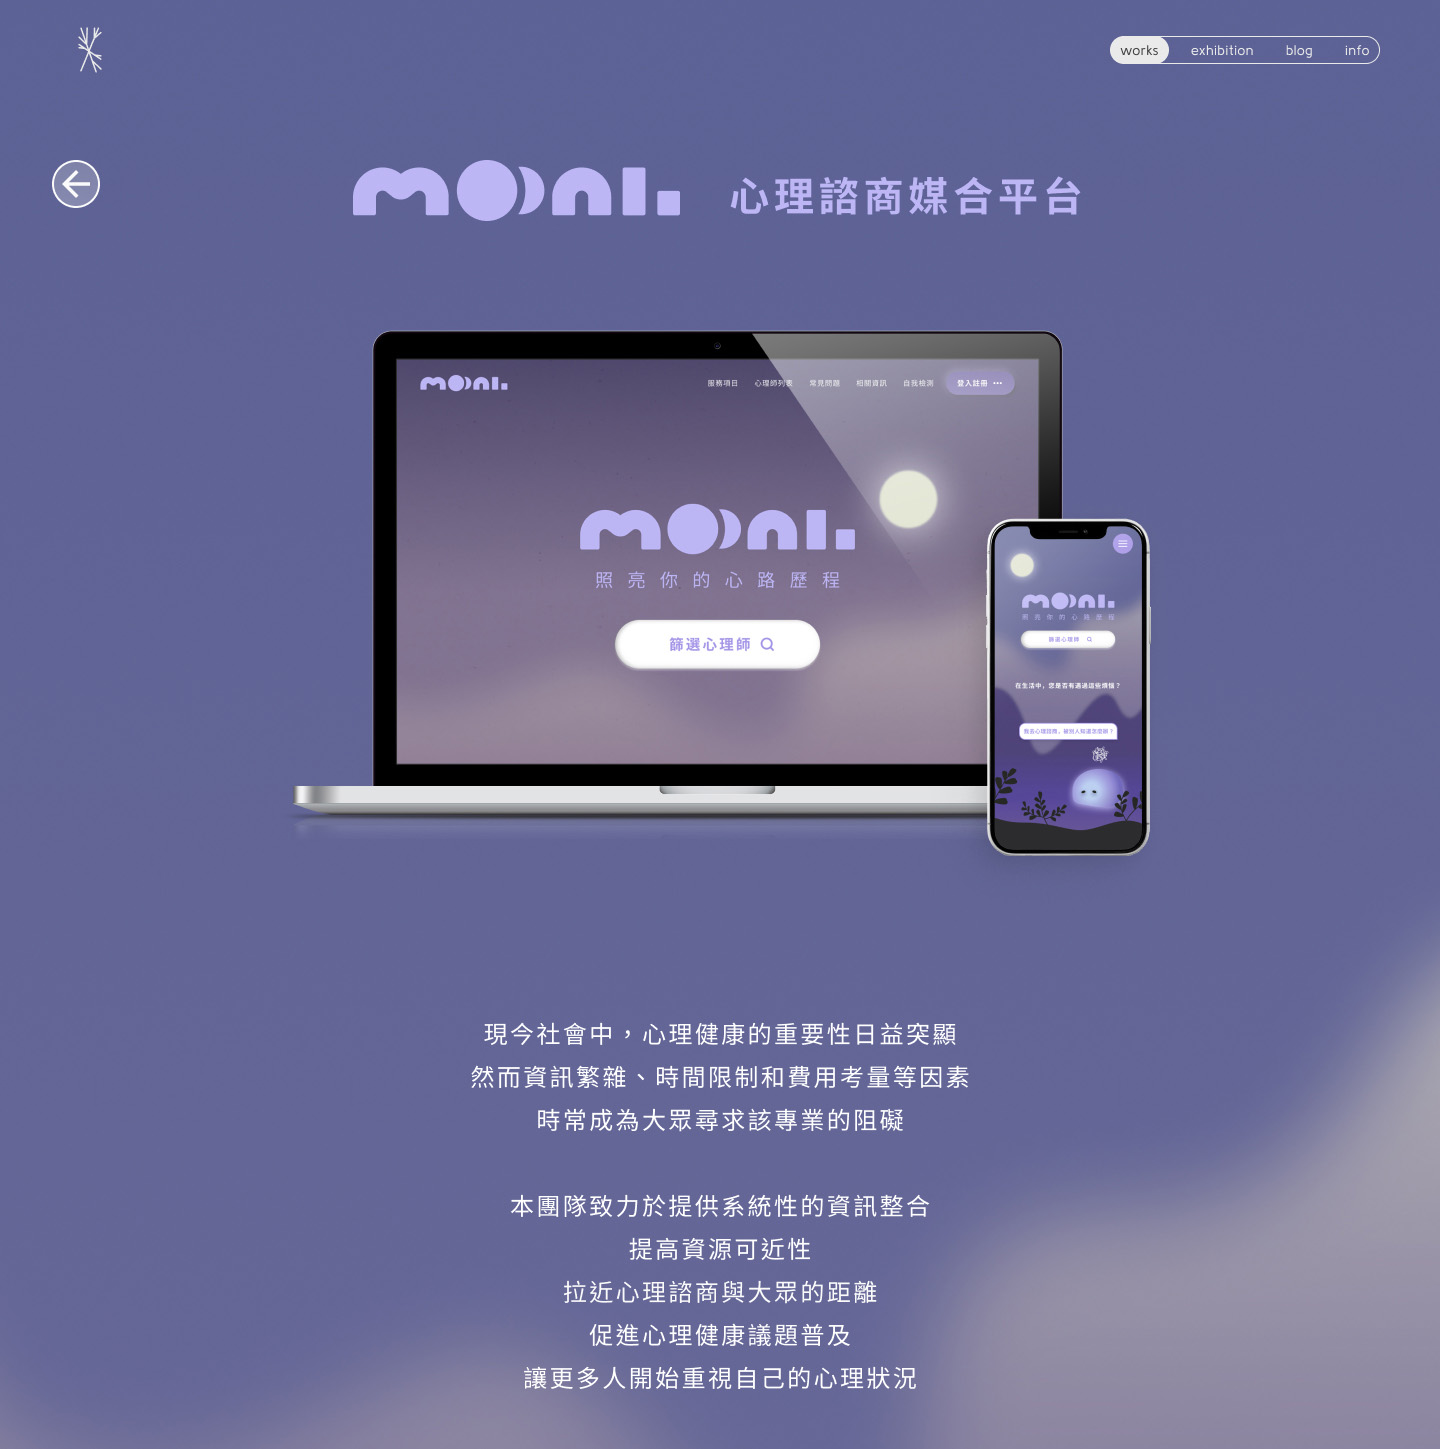 works exhibition blog info
mooni. 心理諮商媒合平台
mooni. 服務項目 心理師列表 常見問題 相關資訊 自我檢測 登入註冊
mooni.
照亮你的心路歷程
篩選心理師
mooni.
照亮你的心路歷程
篩選心理師
在生活中，您是否有遇過這些煩惱？
現今社會中，心理健康的重要性日益突顯
然而資訊繁雜、時間限制和費用考量等因素
時常成為大眾尋求該專業的阻礙
本團隊致力於提供系統性的資訊整合
提高資源可近性
拉近心理諮商與大眾的距離
促進心理健康議題普及
讓更多人開始重視自己的心理狀況